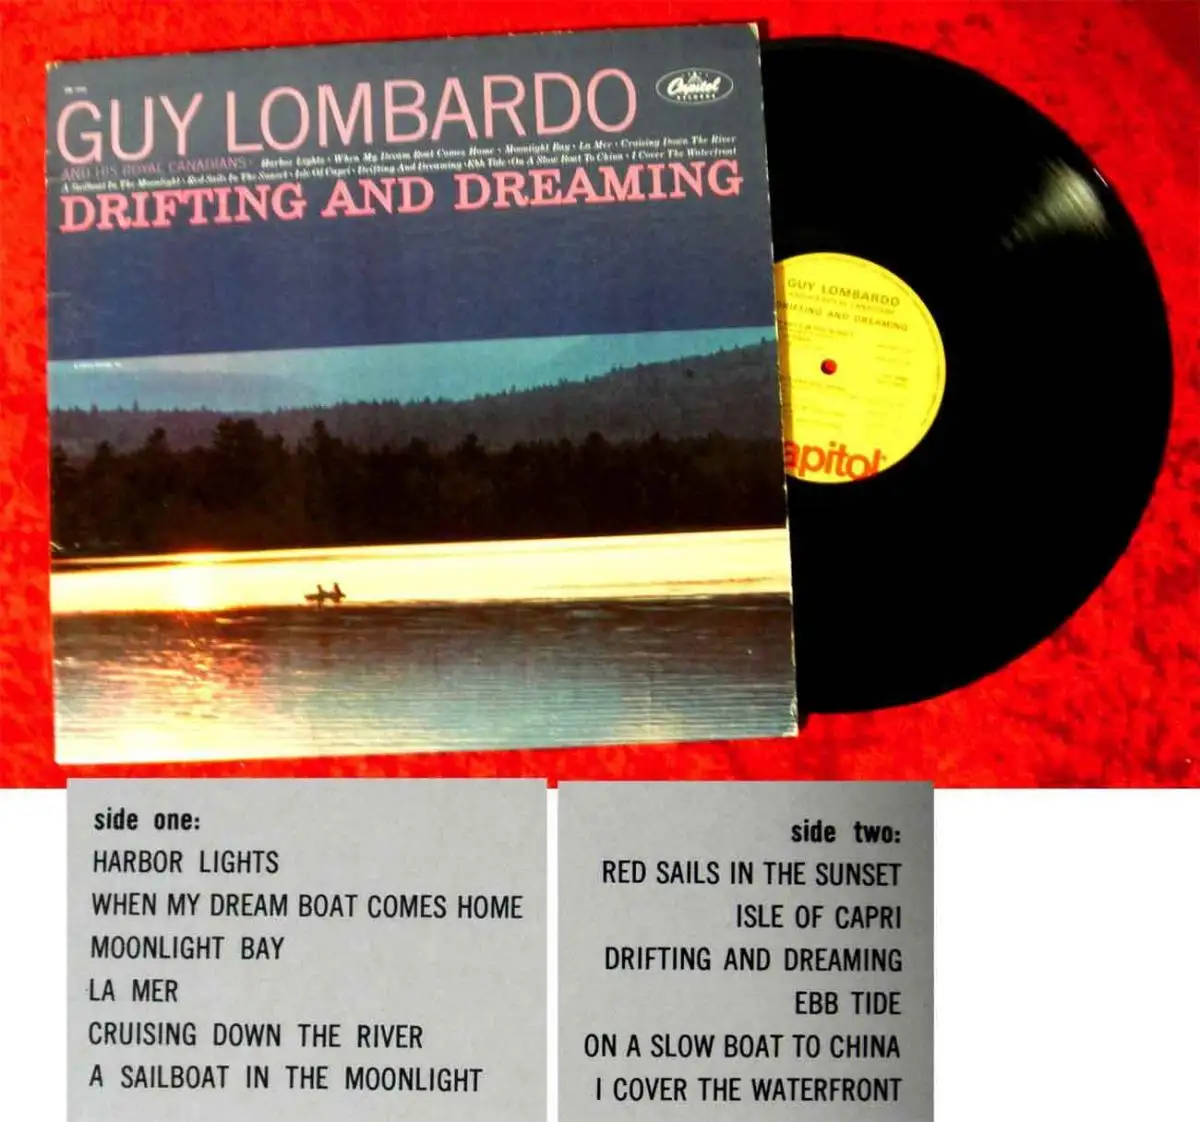 GUY LOMBARDO
Capitol
RECORDS
AND HIS ROYAL CANADIANS • Harbor Lights • When My Dream Boat Comes Home • Moonlight Bay • La Mer • Cruising Down The River
A Sailboat In The Moonlight • Red Sails In The Sunset • Isle Of Capri • Drifting And Dreaming • Ebb Tide • On A Slow Boat To China • I Cover The Waterfront
DRIFTING AND DREAMING
GUY LOMBARDO
DRIFTING AND DREAMING
apitol
side one:
HARBOR LIGHTS
WHEN MY DREAM BOAT COMES HOME
MOONLIGHT BAY
LA MER
CRUISING DOWN THE RIVER
A SAILBOAT IN THE MOONLIGHT
side two:
RED SAILS IN THE SUNSET
ISLE OF CAPRI
DRIFTING AND DREAMING
EBB TIDE
ON A SLOW BOAT TO CHINA
I COVER THE WATERFRONT